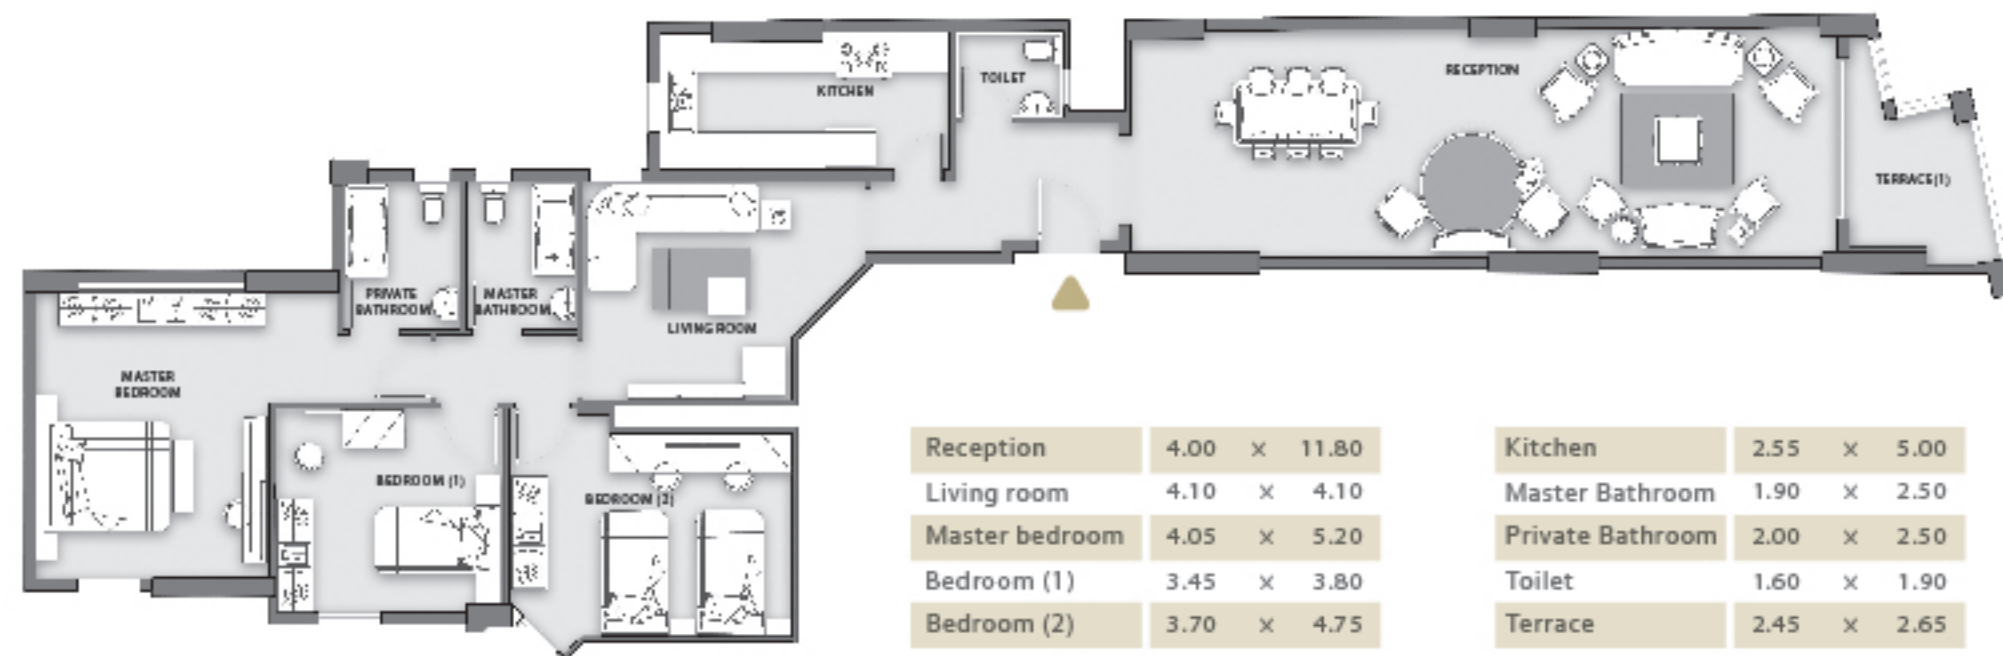 KITCHEN
TOILET
RECEPTION
TERRACE(1)
PRIVATE
BATHROOM
MASTER
BATHROOM
LIVING ROOM
MASTER
BEDROOM
BEDROOM (1)
BEDROOM (2)
Reception 4.00 x 11.80
Living room 4.10 x 4.10
Master bedroom 4.05 x 5.20
Bedroom (1) 3.45 x 3.80
Bedroom (2) 3.70 x 4.75
Kitchen 2.55 x 5.00
Master Bathroom 1.90 x 2.50
Private Bathroom 2.00 x 2.50
Toilet 1.60 x 1.90
Terrace 2.45 x 2.65